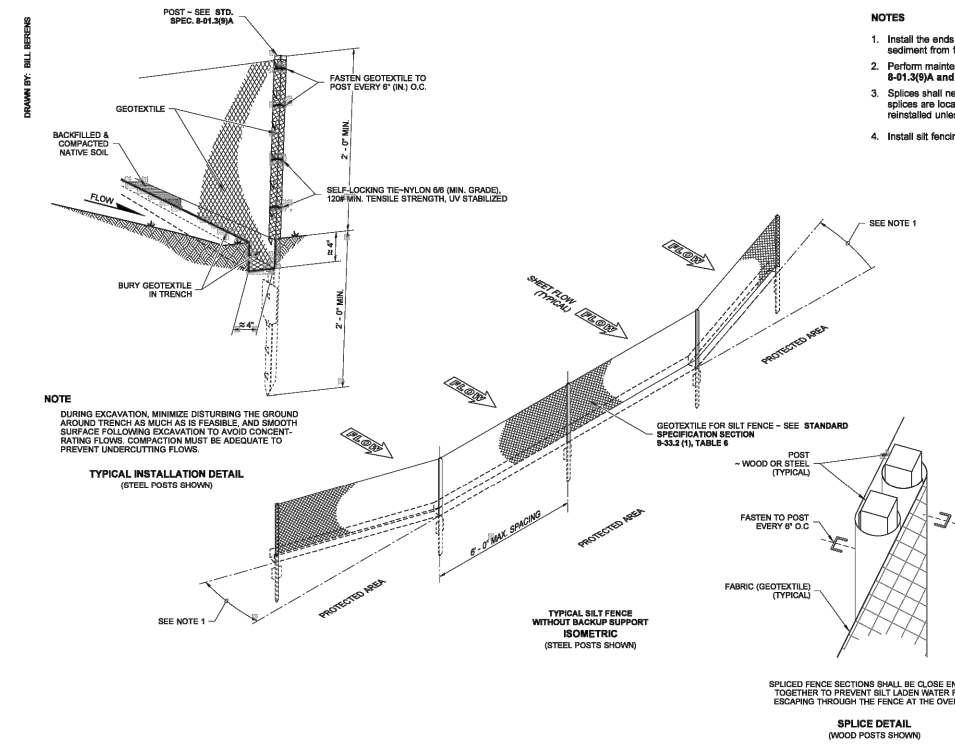 DRAWN BY: BILL BERENS
POST ~ SEE STD.
SPEC. 8-01.3(9)A
FASTEN GEOTEXTILE TO
POST EVERY 6" (IN.) O.C.
GEOTEXTILE
BACKFILLED &
COMPACTED
NATIVE SOIL
2' - 0" MIN.
FLOW
SELF-LOCKING TIE~NYLON 6/6 (MIN. GRADE),
120# MIN. TENSILE STRENGTH, UV STABILIZED
≈ 4"
BURY GEOTEXTILE
IN TRENCH
2' - 0" MIN.
≈ 4"
NOTE
DURING EXCAVATION, MINIMIZE DISTURBING THE GROUND
AROUND TRENCH AS MUCH AS IS FEASIBLE, AND SMOOTH
SURFACE FOLLOWING EXCAVATION TO AVOID CONCENT-
RATING FLOWS. COMPACTION MUST BE ADEQUATE TO
PREVENT UNDERCUTTING FLOWS.
TYPICAL INSTALLATION DETAIL
(STEEL POSTS SHOWN)
NOTES
1. Install the ends
sediment from f
2. Perform mainte
8-01.3(9)A and
3. Splices shall ne
splices are loca
reinstalled unle
4. Install silt fencin
SEE NOTE 1
FLOW
SHEET FLOW
(TYPICAL)
FLOW
PROTECTED AREA
FLOW
FLOW
GEOTEXTILE FOR SILT FENCE ~ SEE STANDARD
SPECIFICATION SECTION
9-33.2 (1), TABLE 6
6' - 0" MAX. SPACING
PROTECTED AREA
PROTECTED AREA
SEE NOTE 1
TYPICAL SILT FENCE
WITHOUT BACKUP SUPPORT
ISOMETRIC
(STEEL POSTS SHOWN)
POST
~ WOOD OR STEEL
(TYPICAL)
FASTEN TO POST
EVERY 6" O.C
FABRIC (GEOTEXTILE)
(TYPICAL)
SPLICED FENCE SECTIONS SHALL BE CLOSE EN
TOGETHER TO PREVENT SILT LADEN WATER F
ESCAPING THROUGH THE FENCE AT THE OVE
SPLICE DETAIL
(WOOD POSTS SHOWN)